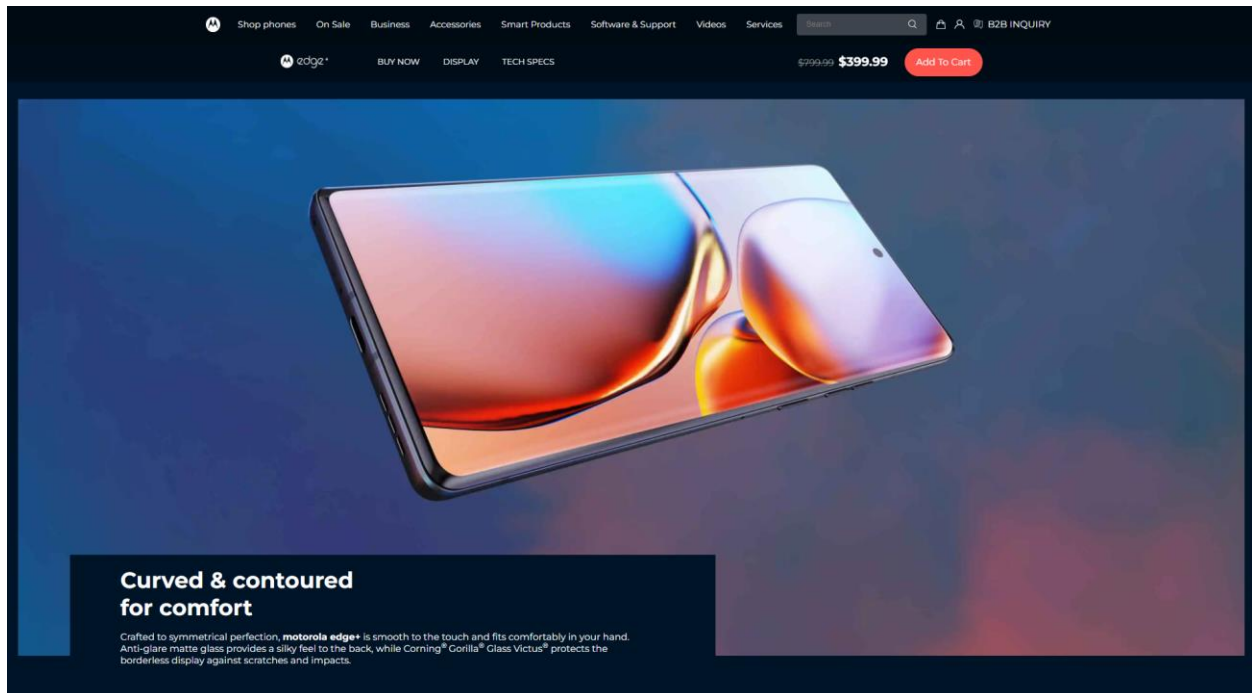 Shop phones On Sale Business Accessories Smart Products Software & Support Videos Services Search B2B INQUIRY
edge+ BUY NOW DISPLAY TECH SPECS $799.99 $399.99 Add To Cart
Curved & contoured
for comfort
Crafted to symmetrical perfection, motorola edge+ is smooth to the touch and fits comfortably in your hand.
Anti-glare matte glass provides a silky feel to the back, while Corning® Gorilla® Glass Victus® protects the
borderless display against scratches and impacts.